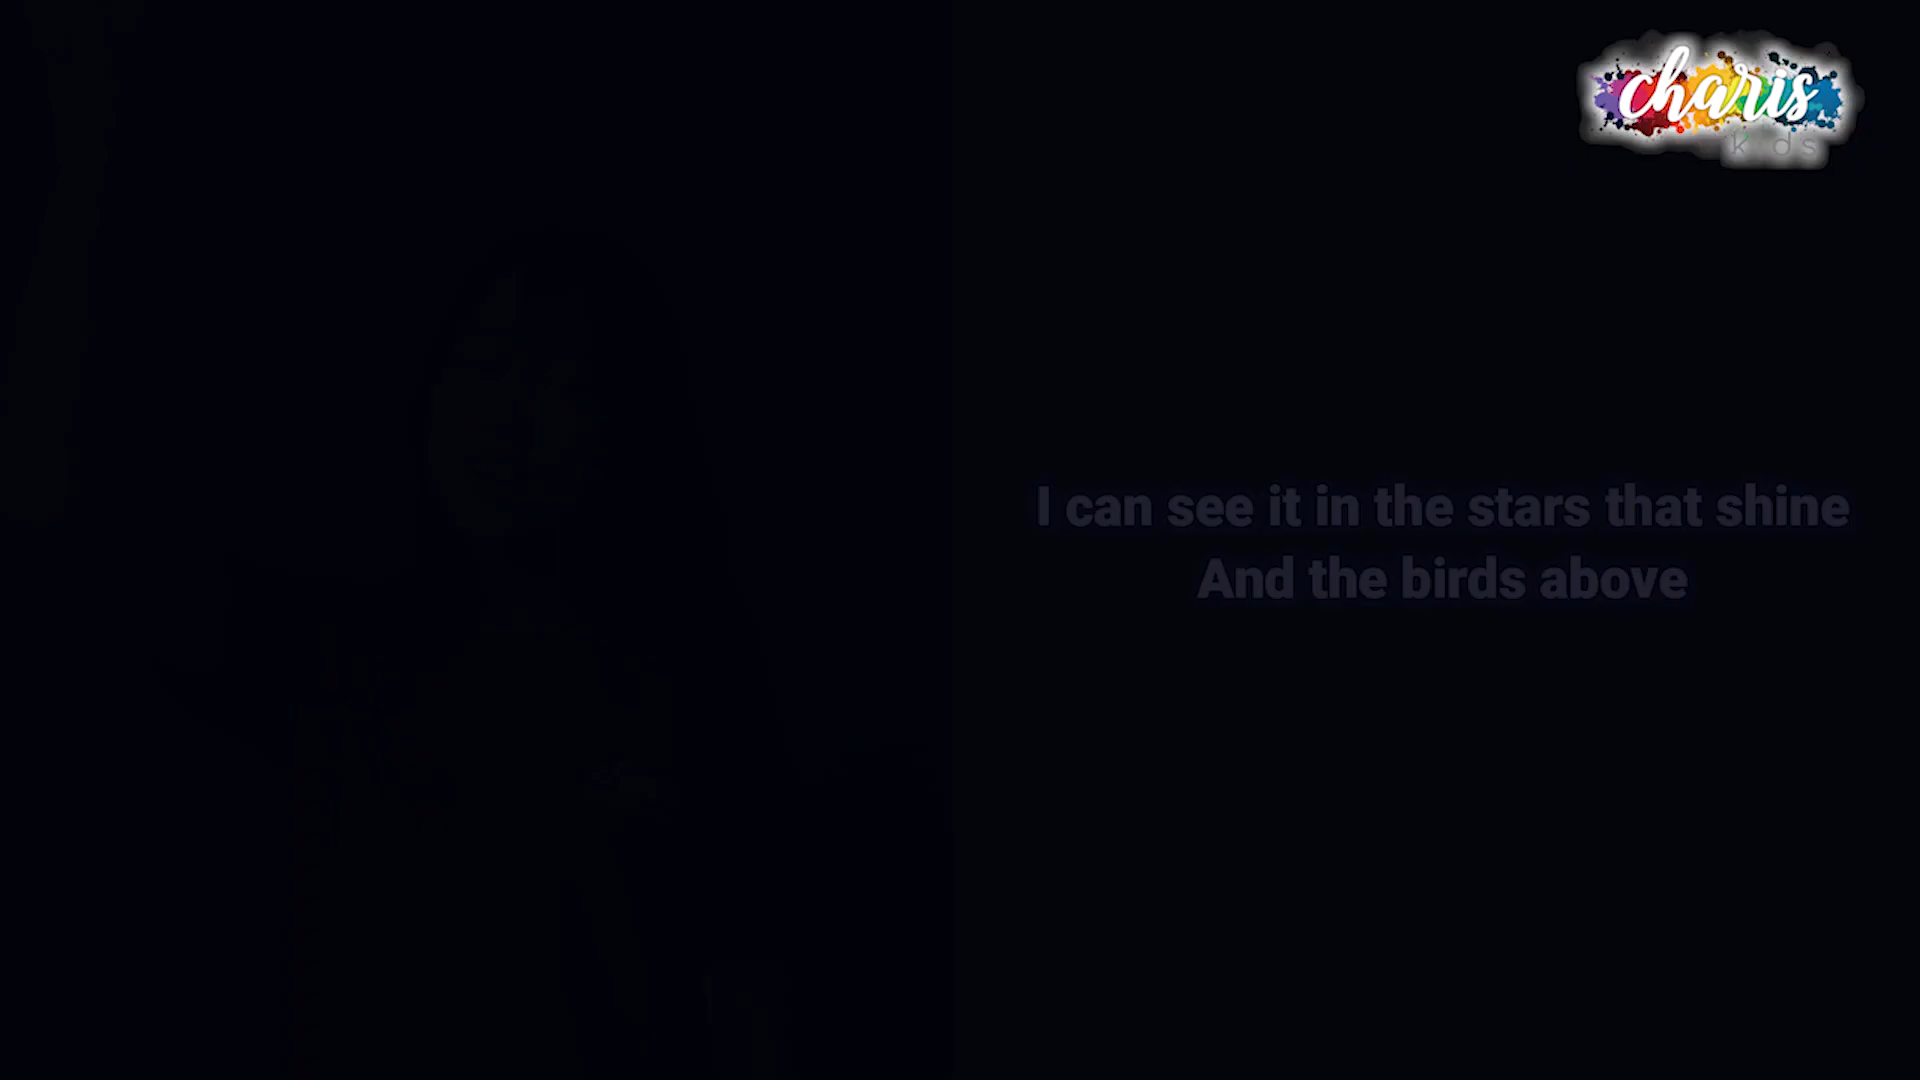 charis
kids
I can see it in the stars that shine
And the birds above